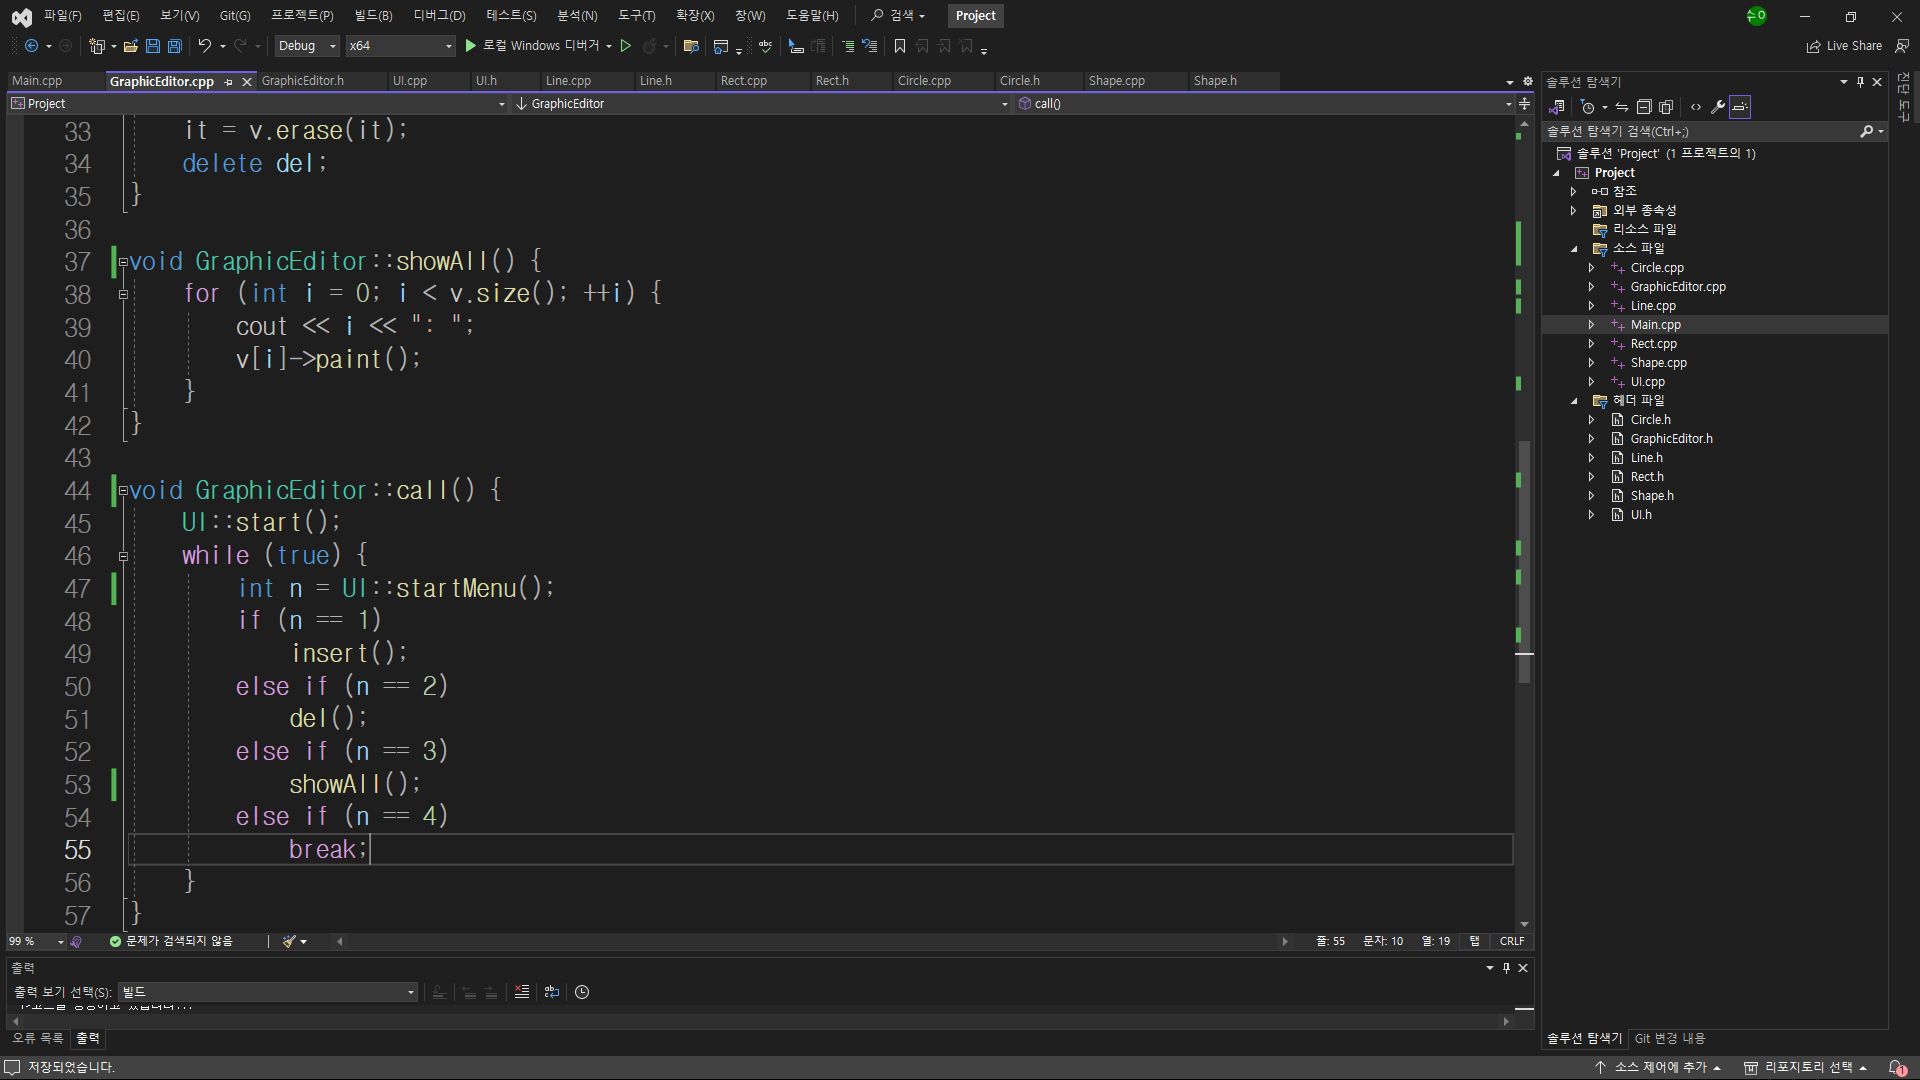 파일(F) 편집(E) 보기(V) Git(G) 프로젝트(P) 빌드(B) 디버그(D) 테스트(S) 분석(N) 도구(T) 확장(X) 창(W) 도움말(H) 검색 Project
Debug x64 로컬 Windows 디버거 Live Share
Main.cpp GraphicEditor.cpp GraphicEditor.h UI.cpp UI.h Line.cpp Line.h Rect.cpp Rect.h Circle.cpp Circle.h Shape.cpp Shape.h
Project GraphicEditor call()
33 it = v.erase(it);
34 delete del;
35 }
36
37 void GraphicEditor::showAll() {
38 for (int i = 0; i < v.size(); ++i) {
39 cout << i << ": ";
40 v[i]->paint();
41 }
42 }
43
44 void GraphicEditor::call() {
45 UI::start();
46 while (true) {
47 int n = UI::startMenu();
48 if (n == 1)
49 insert();
50 else if (n == 2)
51 del();
52 else if (n == 3)
53 showAll();
54 else if (n == 4)
55 break;
56 }
57 }
99 % 문제가 검색되지 않음 줄: 55 문자: 10 열: 19 탭 CRLF
출력
출력 보기 선택(S): 빌드
오류 목록 출력
저장되었습니다.
솔루션 탐색기
솔루션 탐색기 검색(Ctrl+;)
솔루션 'Project' (1 프로젝트의 1)
Project
참조
외부 종속성
리소스 파일
소스 파일
Circle.cpp
GraphicEditor.cpp
Line.cpp
Main.cpp
Rect.cpp
Shape.cpp
UI.cpp
헤더 파일
Circle.h
GraphicEditor.h
Line.h
Rect.h
Shape.h
UI.h
솔루션 탐색기 Git 변경 내용
소스 제어에 추가 리포지토리 선택 1
진단 도구